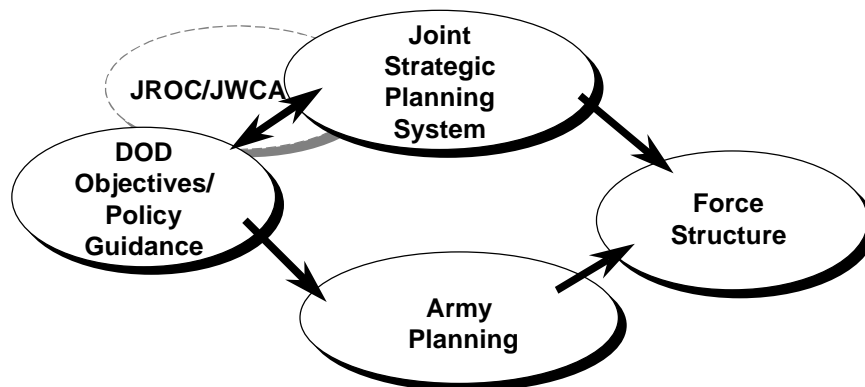 Joint
Strategic
Planning
System
JROC/JWCA
DOD
Objectives/
Policy
Guidance
Force
Structure
Army
Planning